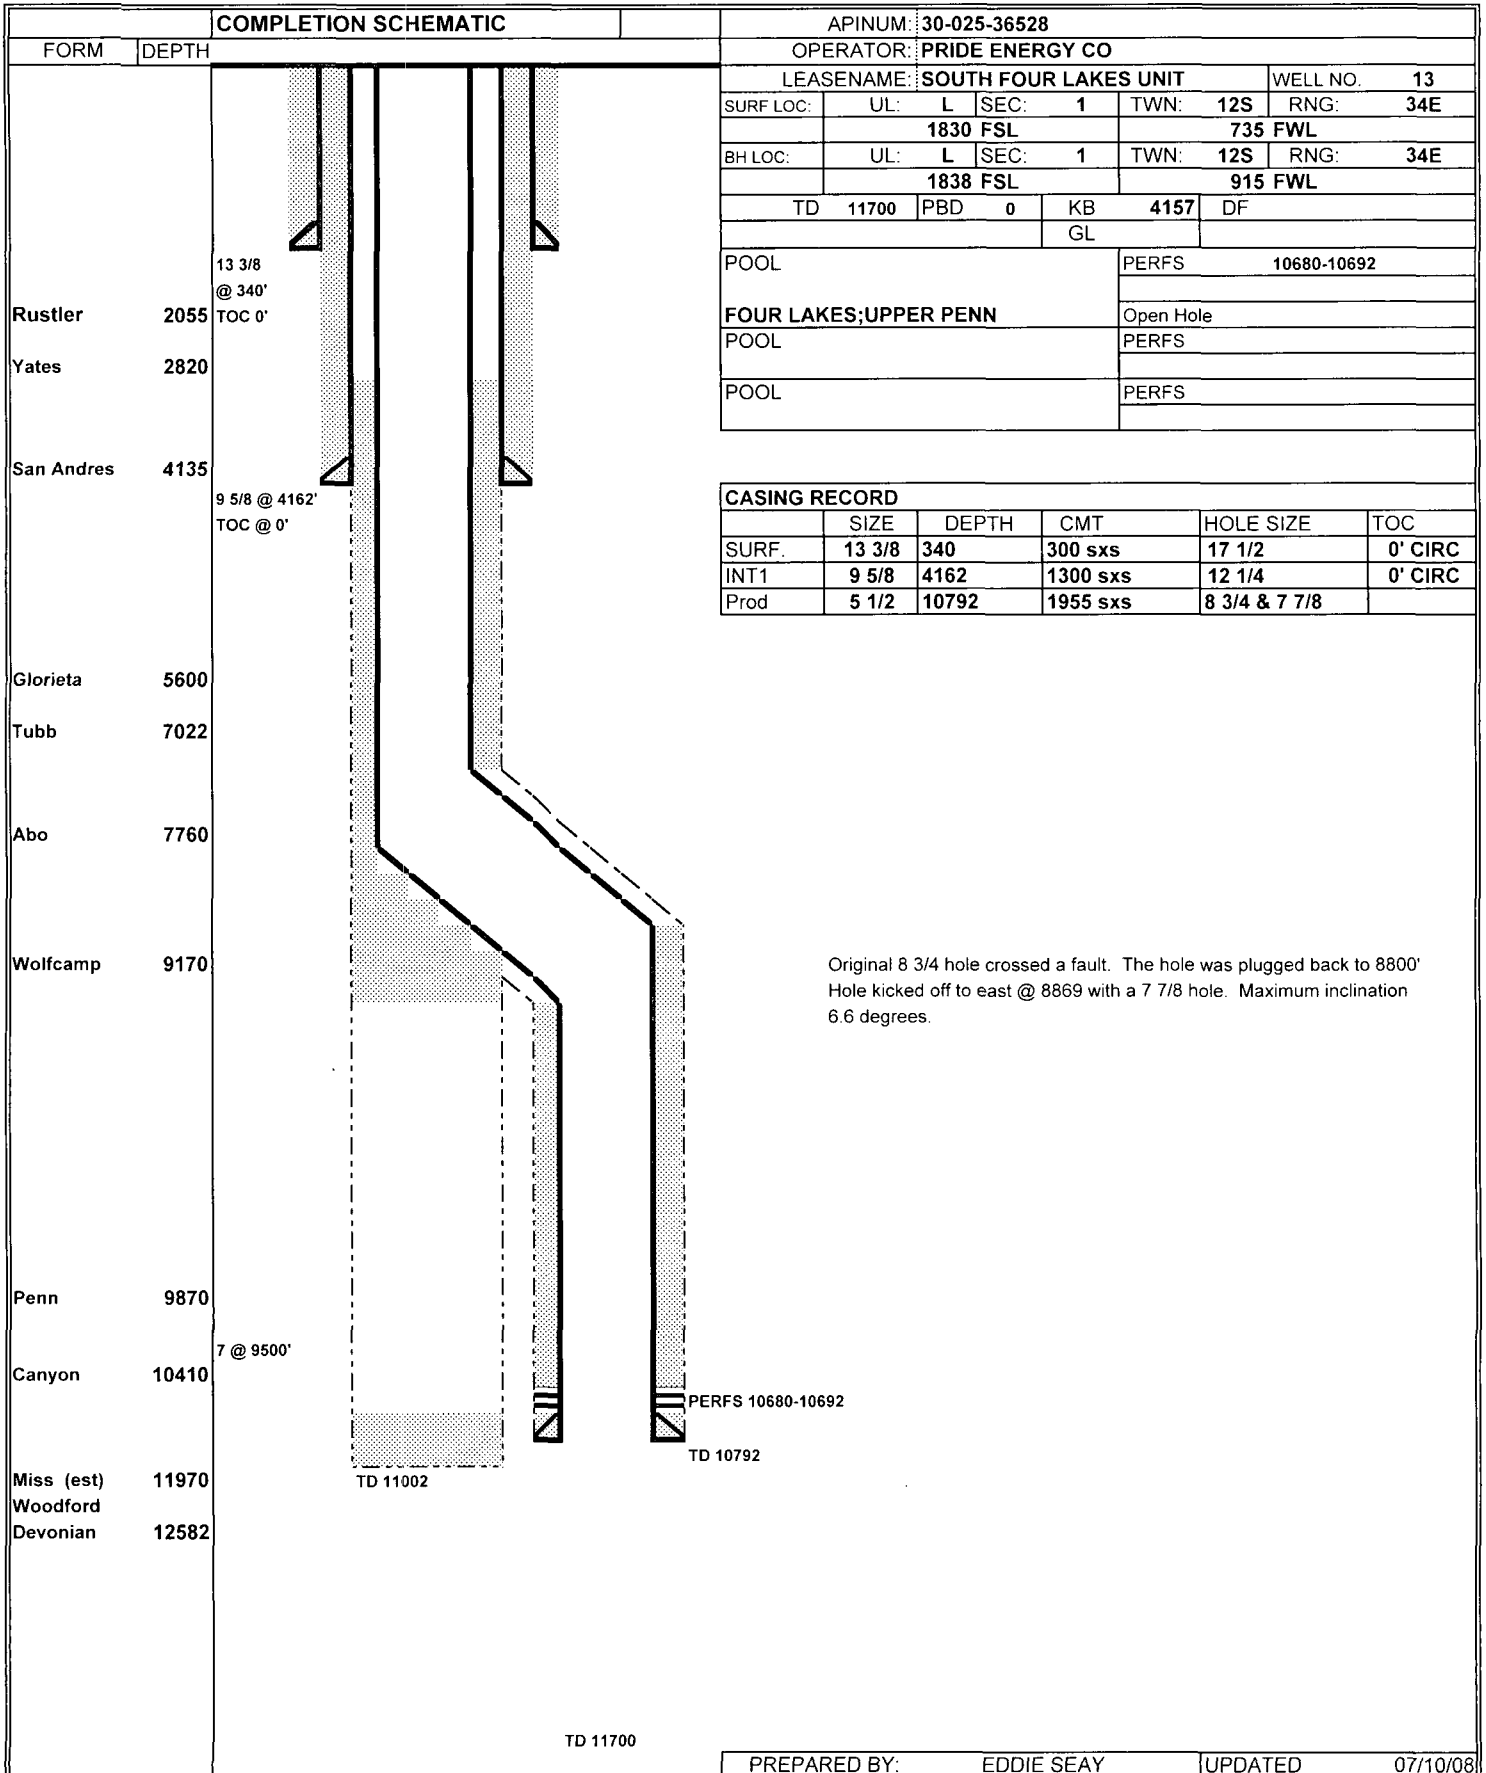 COMPLETION SCHEMATIC
FORM DEPTH
APINUM: 30-025-36528
OPERATOR: PRIDE ENERGY CO
LEASENAME: SOUTH FOUR LAKES UNIT WELL NO. 13
SURF LOC: UL: L SEC: 1 TWN: 12S RNG: 34E
1830 FSL 735 FWL
BH LOC: UL: L SEC: 1 TWN: 12S RNG: 34E
1838 FSL 915 FWL
TD 11700 PBD 0 KB 4157 DF
GL
POOL PERFS 10680-10692
FOUR LAKES;UPPER PENN Open Hole
POOL PERFS
POOL PERFS
13 3/8
@ 340'
Rustler 2055 TOC 0'
Yates 2820
San Andres 4135
9 5/8 @ 4162'
TOC @ 0'
CASING RECORD
SIZE DEPTH CMT HOLE SIZE TOC
SURF. 13 3/8 340 300 sxs 17 1/2 0' CIRC
INT1 9 5/8 4162 1300 sxs 12 1/4 0' CIRC
Prod 5 1/2 10792 1955 sxs 8 3/4 & 7 7/8
Glorieta 5600
Tubb 7022
Abo 7760
Wolfcamp 9170
Original 8 3/4 hole crossed a fault. The hole was plugged back to 8800'
Hole kicked off to east @ 8869 with a 7 7/8 hole. Maximum inclination
6.6 degrees.
Penn 9870
7 @ 9500'
Canyon 10410
PERFS 10680-10692
TD 10792
Miss (est) 11970
TD 11002
Woodford
Devonian 12582
TD 11700
PREPARED BY: EDDIE SEAY UPDATED 07/10/08